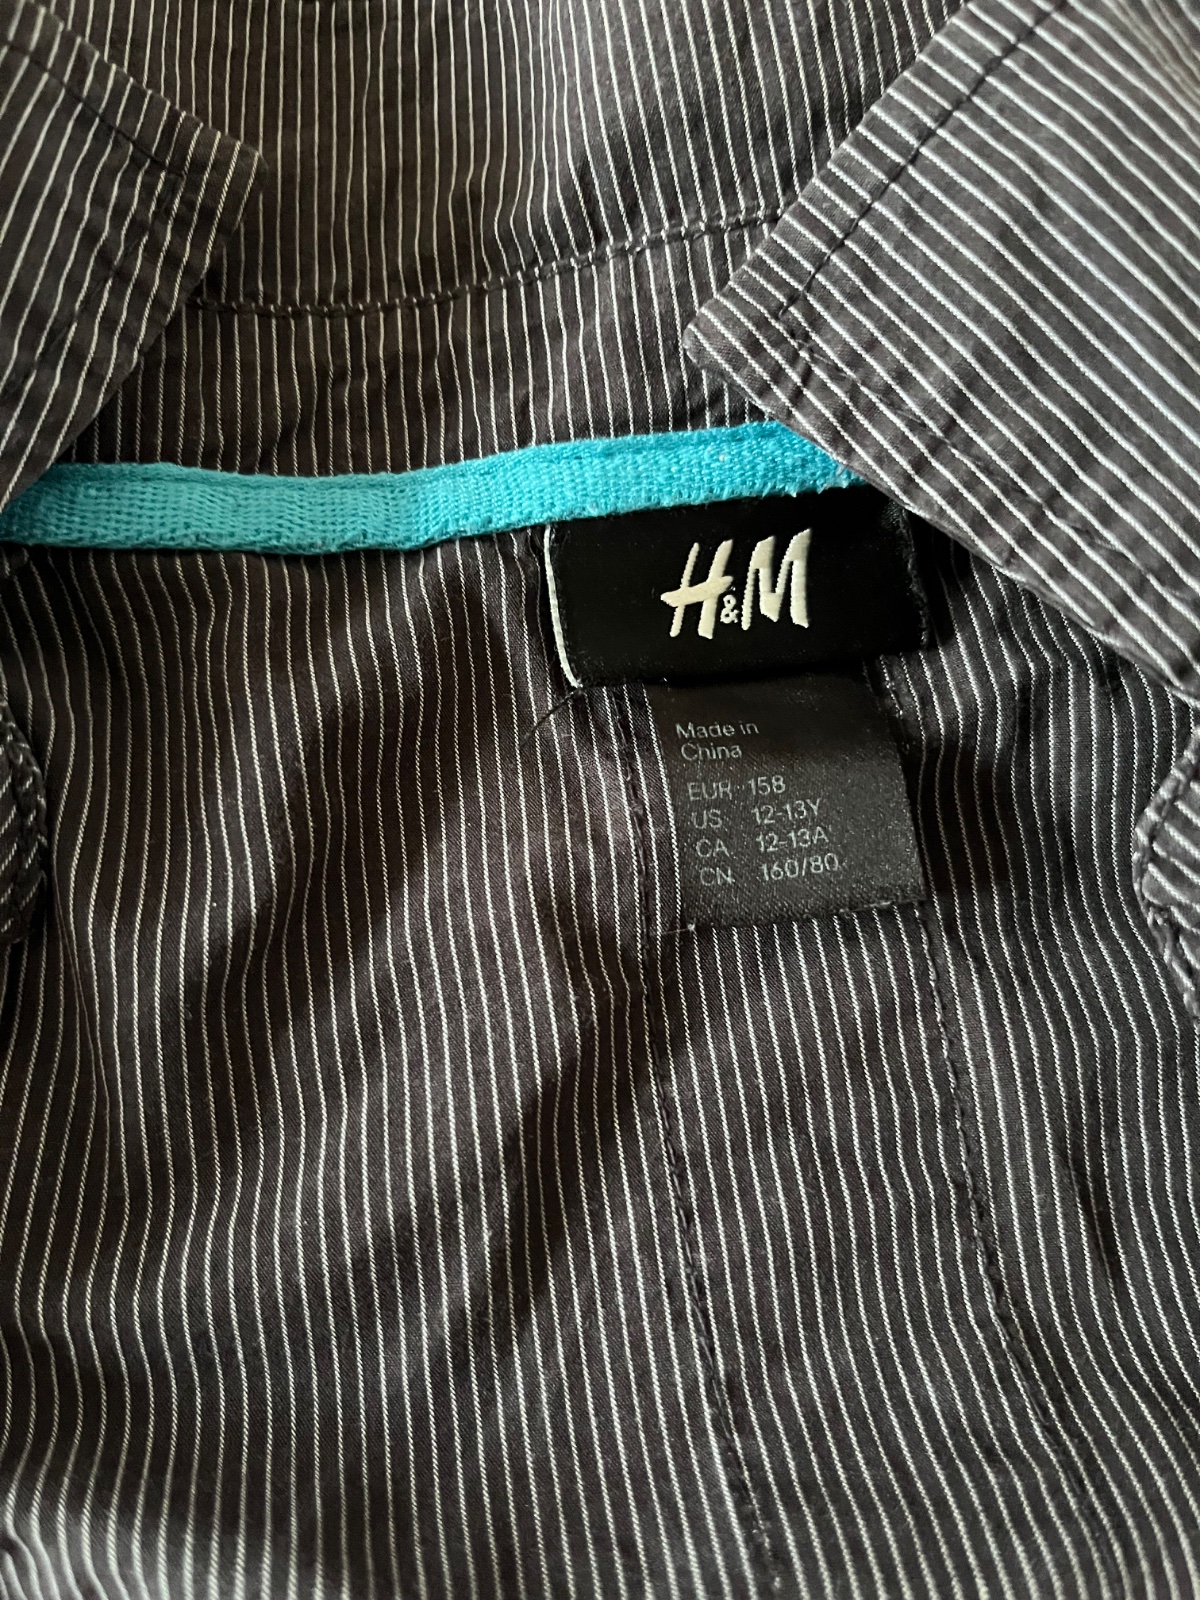 H&M
Made in
China
EUR 158
US 12-13Y
CA 12-13A
CN 160/80